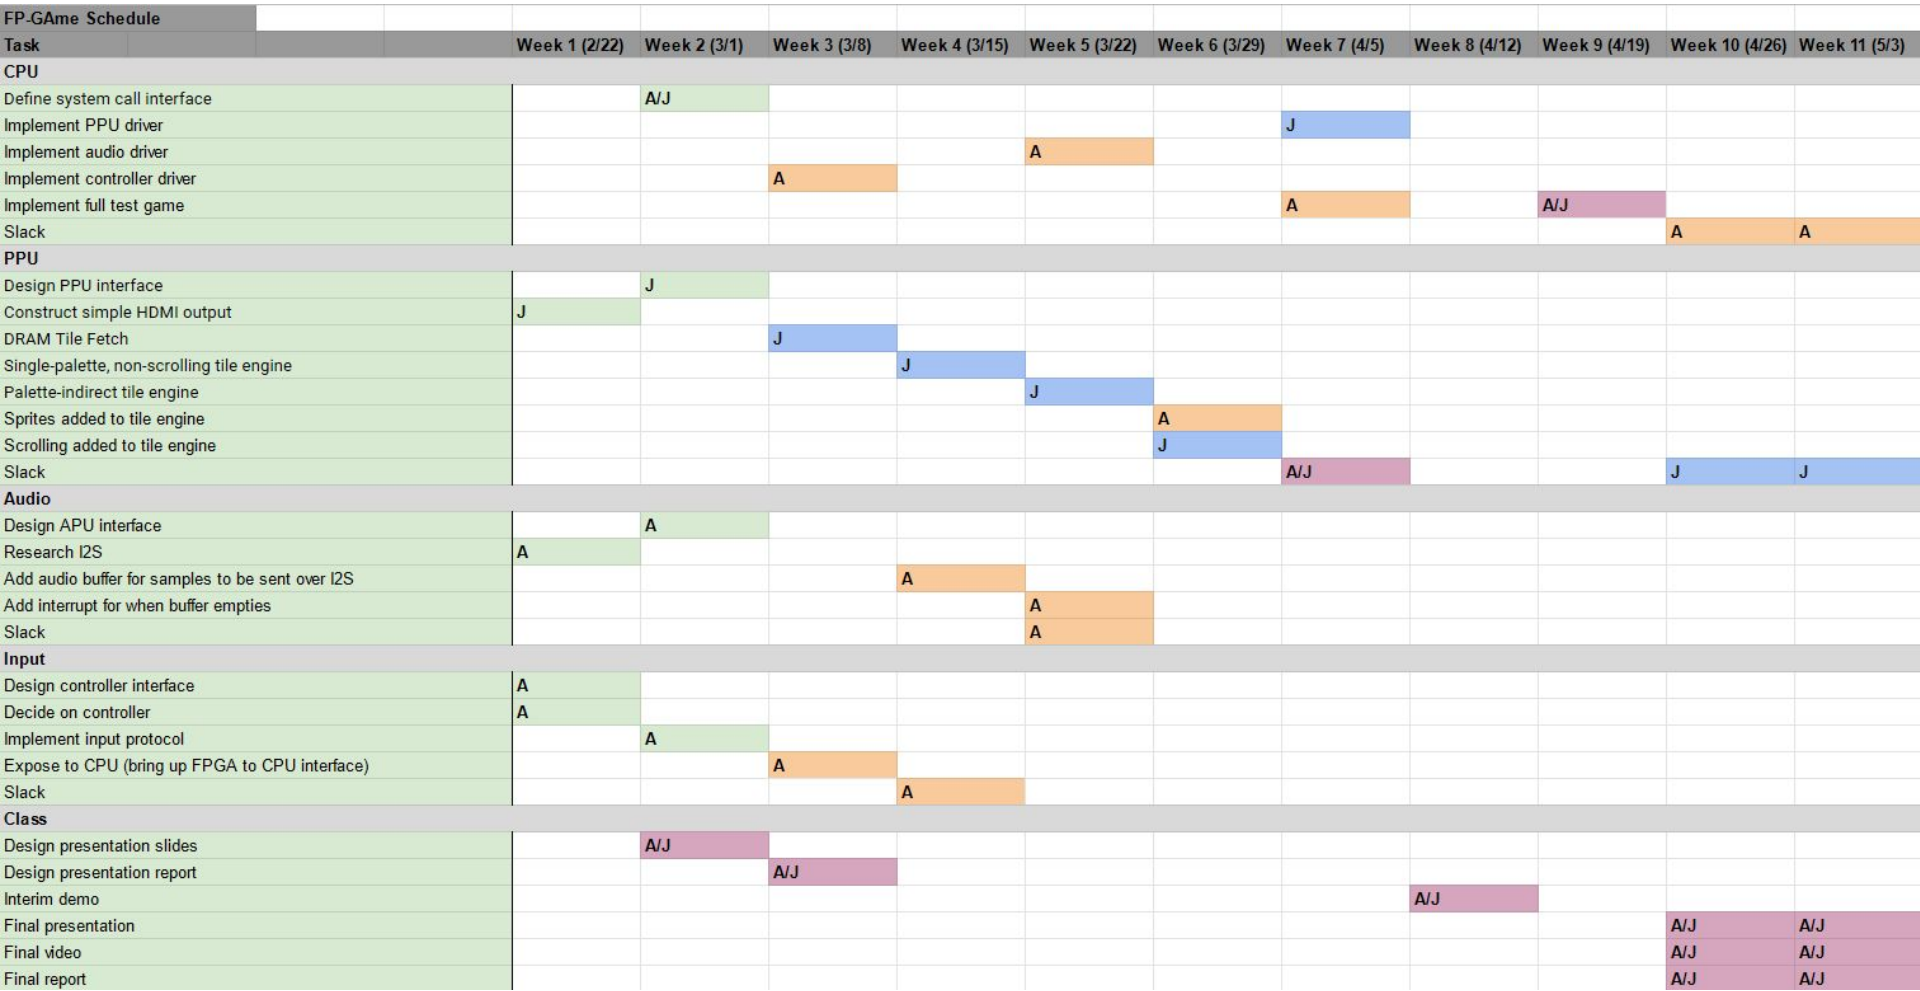 FP-GAme Schedule
Task Week 1 (2/22) Week 2 (3/1) Week 3 (3/8) Week 4 (3/15) Week 5 (3/22) Week 6 (3/29) Week 7 (4/5) Week 8 (4/12) Week 9 (4/19) Week 10 (4/26) Week 11 (5/3)
CPU
Define system call interface A/J
Implement PPU driver J
Implement audio driver A
Implement controller driver A
Implement full test game A A/J
Slack A A
PPU
Design PPU interface J
Construct simple HDMI output J
DRAM Tile Fetch J
Single-palette, non-scrolling tile engine J
Palette-indirect tile engine J
Sprites added to tile engine A
Scrolling added to tile engine J
Slack A/J J J
Audio
Design APU interface A
Research I2S A
Add audio buffer for samples to be sent over I2S A
Add interrupt for when buffer empties A
Slack A
Input
Design controller interface A
Decide on controller A
Implement input protocol A
Expose to CPU (bring up FPGA to CPU interface) A
Slack A
Class
Design presentation slides A/J
Design presentation report A/J
Interim demo A/J
Final presentation A/J A/J
Final video A/J A/J
Final report A/J A/J